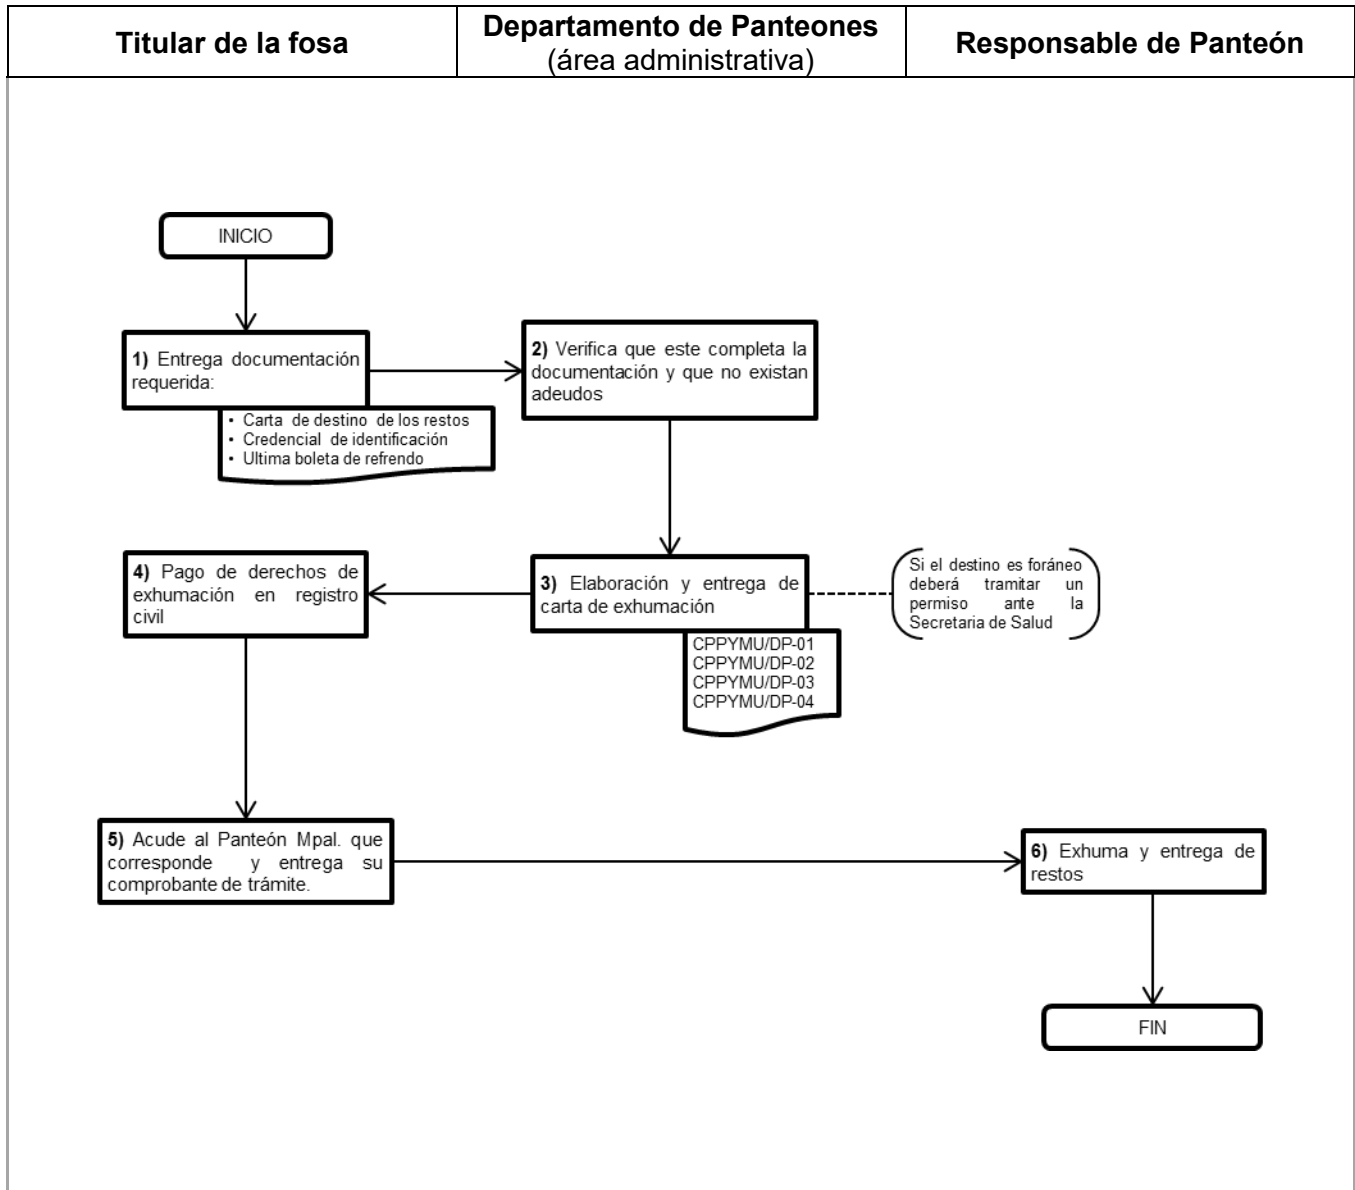 Titular de la fosa
Departamento de Panteones
(área administrativa)
Responsable de Panteón
INICIO
1) Entrega documentación
requerida:
• Carta de destino de los restos
• Credencial de identificación
• Ultima boleta de refrendo
2) Verifica que este completa la
documentación y que no existan
adeudos
3) Elaboración y entrega de
carta de exhumación
CPPYMU/DP-01
CPPYMU/DP-02
CPPYMU/DP-03
CPPYMU/DP-04
Si el destino es foráneo
deberá tramitar un
permiso ante la
Secretaria de Salud
4) Pago de derechos de
exhumación en registro
civil
5) Acude al Panteón Mpal. que
corresponde y entrega su
comprobante de trámite.
6) Exhuma y entrega de
restos
FIN